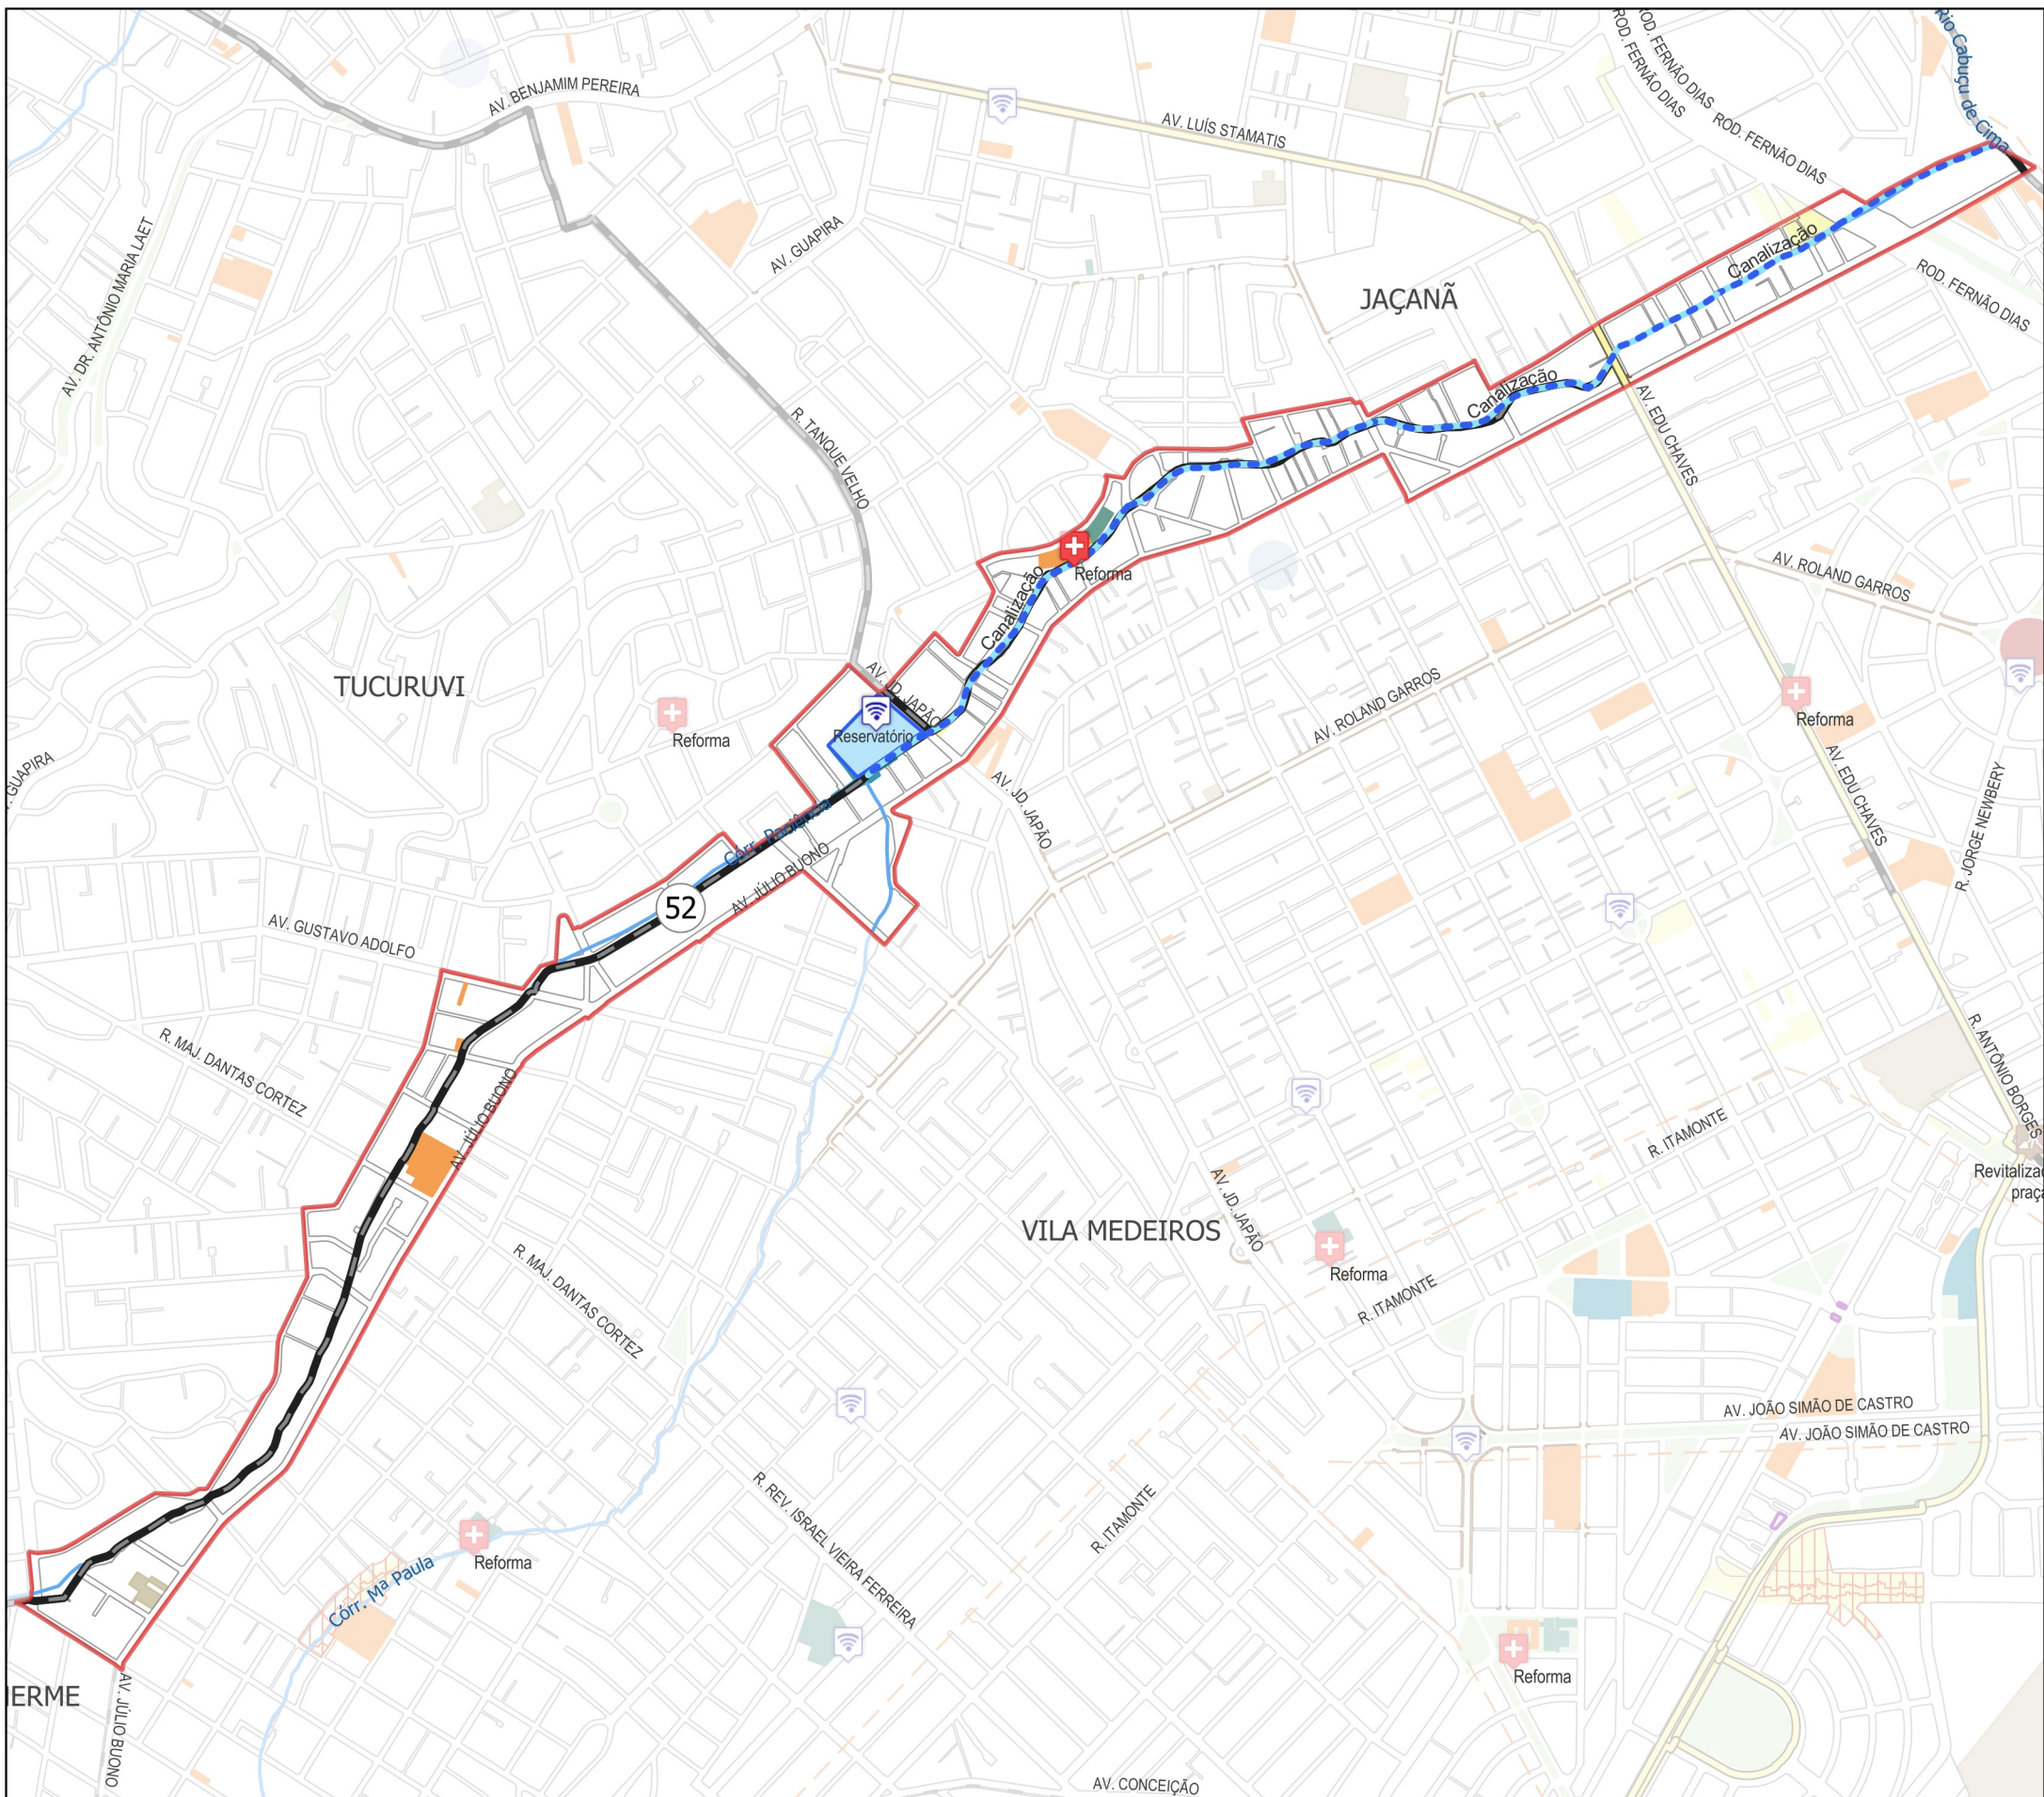 ROD. FERNÃO DIAS
ROD. FERNÃO DIAS
Rio Cabuçu de Cima
AV. BENJAMIM PEREIRA
AV. LUÍS STAMATIS
ROD. FERNÃO DIAS
AV. DR. ANTÔNIO MARIA LAET
AV. GUAPIRA
Canalização
ROD. FERNÃO DIAS
JAÇANÃ
Canalização
AV. EDU CHAVES
R. TANQUE VELHO
Reforma
AV. ROLAND GARROS
Canalização
TUCURUVI
AV. JD. JAPÃO
AV. ROLAND GARROS
Reforma
Reforma
Reservatório
GUAPIRA
AV. JD. JAPÃO
AV. EDU CHAVES
R. JORGE NEWBERY
Córr. Paciência
AV. JÚLIO BUONO
52
AV. GUSTAVO ADOLFO
R. MAJ. DANTAS CORTEZ
R. ANTÔNIO BORGES
AV. JÚLIO BUONO
R. ITAMONTE
Revitaliza
praç
AV. JD. JAPÃO
VILA MEDEIROS
Reforma
R. MAJ. DANTAS CORTEZ
R. ITAMONTE
AV. JOÃO SIMÃO DE CASTRO
AV. JOÃO SIMÃO DE CASTRO
R. REV. ISRAEL VIEIRA FERREIRA
R. ITAMONTE
Reforma
Córr. Mª Paula
Reforma
IERME
AV. JÚLIO BUONO
AV. CONCEIÇÃO